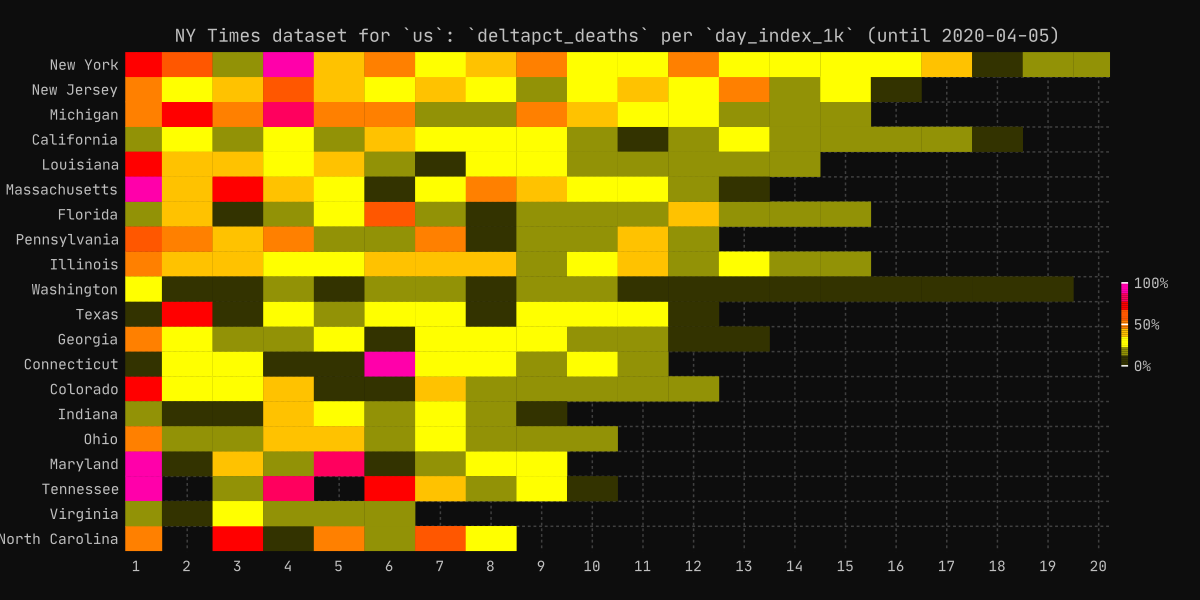 NY Times dataset for `us`: `deltapct_deaths` per `day_index_1k` (until 2020-04-05)
New York
New Jersey
Michigan
California
Louisiana
Massachusetts
Florida
Pennsylvania
Illinois
Washington
Texas
Georgia
Connecticut
Colorado
Indiana
Ohio
Maryland
Tennessee
Virginia
North Carolina
1 2 3 4 5 6 7 8 9 10 11 12 13 14 15 16 17 18 19 20
100%
50%
0%